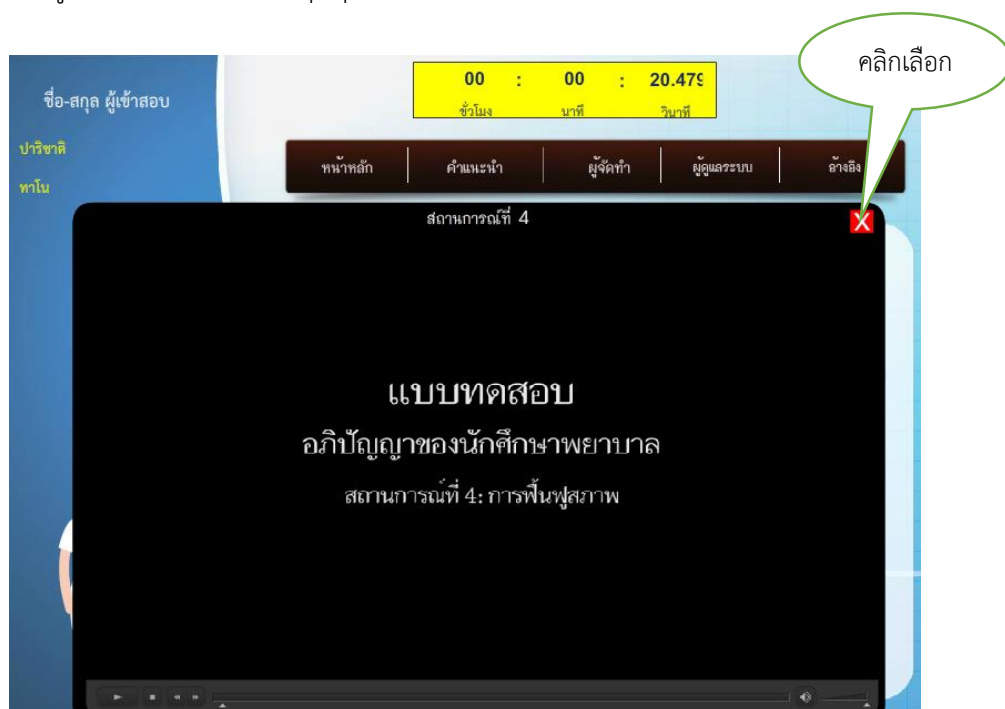 คลิกเลือก
00 : 00 : 20.479
ชั่วโมง นาที วินาที
ชื่อ-สกุล ผู้เข้าสอบ
ปาริชาติ
ทาโน
หน้าหลัก คำแนะนำ ผู้จัดทำ ผู้ดูแลระบบ อ้างอิง
สถานการณ์ที่ 4
X
แบบทดสอบ
อภิปัญญาของนักศึกษาพยาบาล
สถานการณ์ที่ 4: การฟื้นฟูสภาพ